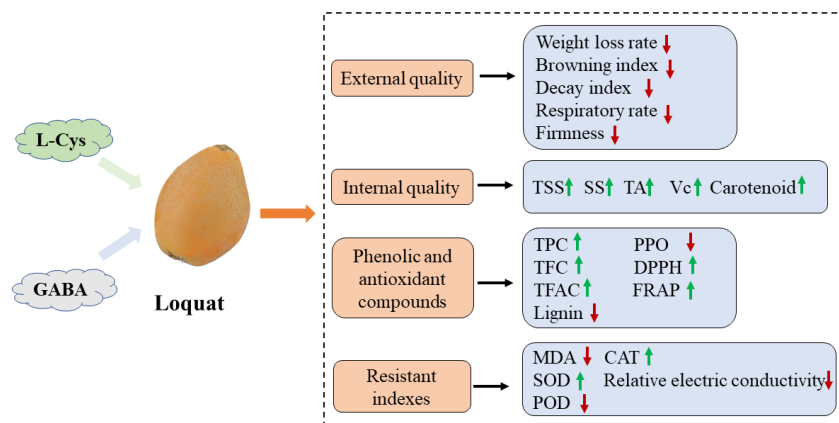 L-Cys
GABA
Loquat
External quality
Weight loss rate
Browning index
Decay index
Respiratory rate
Firmness
Internal quality
TSS SS TA Vc Carotenoid
Phenolic and
antioxidant
compounds
TPC PPO
TFC DPPH
TFAC FRAP
Lignin
Resistant
indexes
MDA CAT
SOD Relative electric conductivity
POD